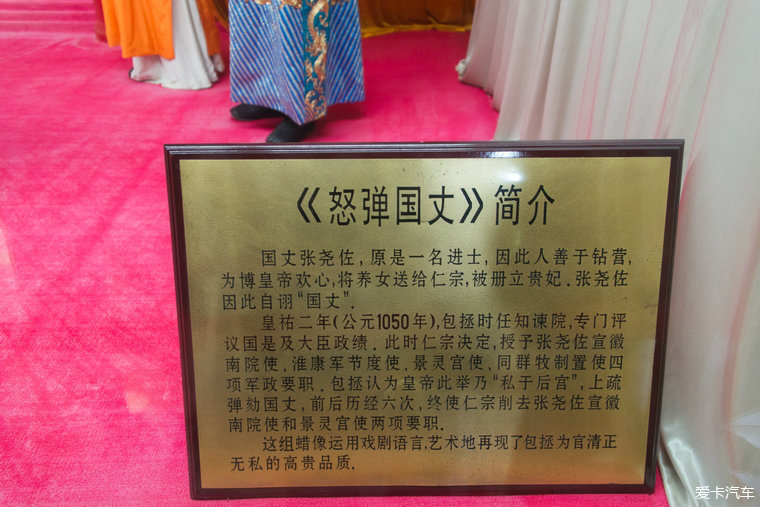 《怒弹国丈》简介
国丈张尧佐，原是一名进士，因此人善于钻营，
为博皇帝欢心，将养女送给仁宗，被册立贵妃．张尧佐
因此自诩“国丈”．
皇祐二年(公元1050年)，包拯时任知谏院，专门评
议国是及大臣政绩．此时仁宗决定，授予张尧佐宣徽
南院使、淮康军节度使、景灵宫使、同群牧制置使四
项军政要职．包拯认为皇帝此举乃“私于后宫”，上疏
弹劾国丈，前后历经六次，终使仁宗削去张尧佐宣徽
南院使和景灵宫使两项要职．
这组蜡像运用戏剧语言，艺术地再现了包拯为官清正
无私的高贵品质．
爱卡汽车